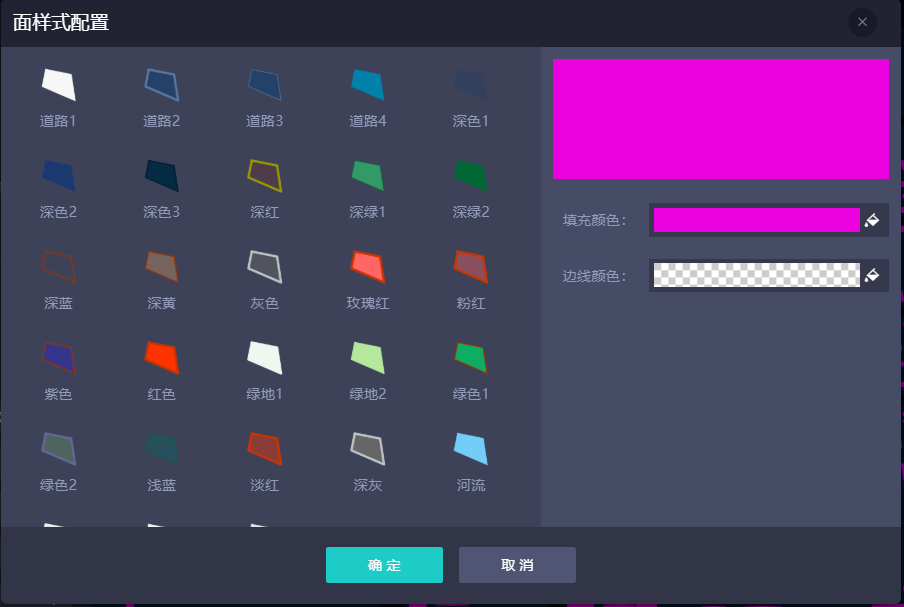 面样式配置
道路1 道路2 道路3 道路4 深色1
深色2 深色3 深红 深绿1 深绿2
填充颜色：
边线颜色：
深蓝 深黄 灰色 玫瑰红 粉红
紫色 红色 绿地1 绿地2 绿色1
绿色2 浅蓝 淡红 深灰 河流
确定 取消